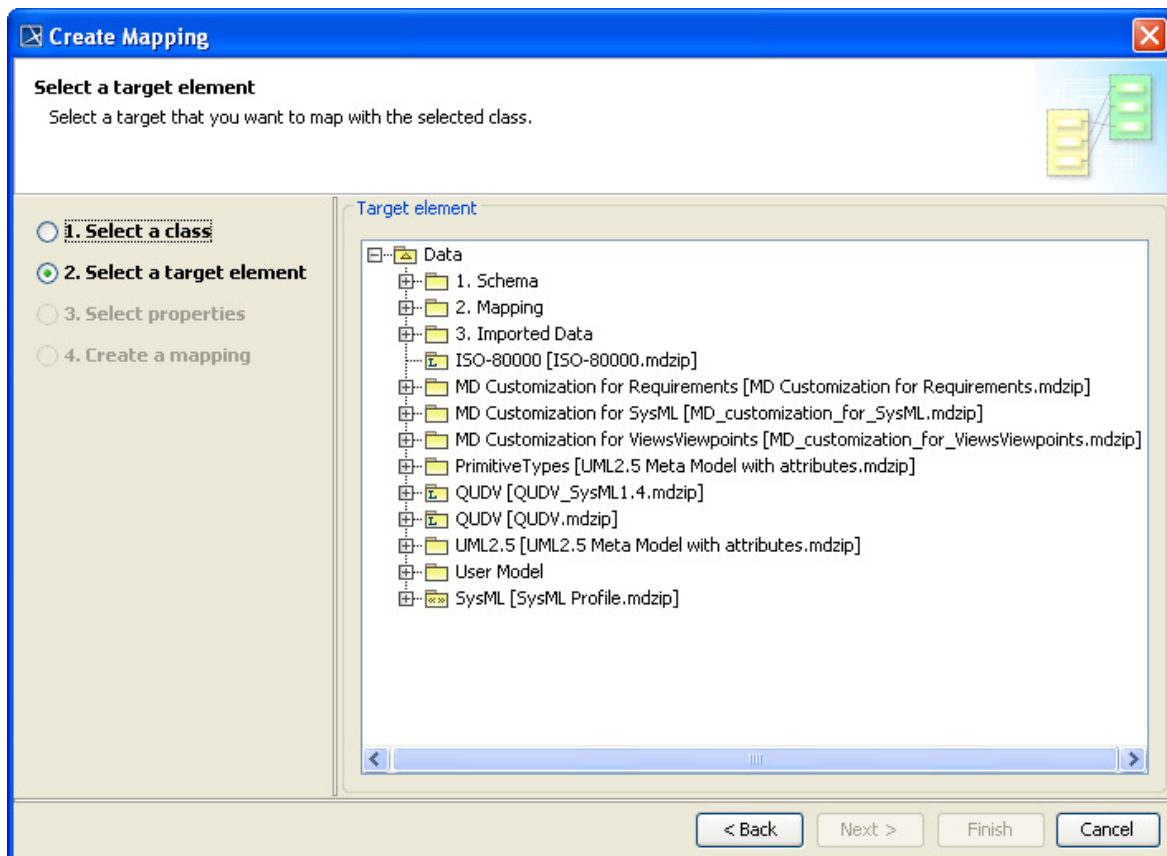 Create Mapping
Select a target element
Select a target that you want to map with the selected class.
1. Select a class
2. Select a target element
3. Select properties
4. Create a mapping
Target element
Data
1. Schema
2. Mapping
3. Imported Data
ISO-80000 [ISO-80000.mdzip]
MD Customization for Requirements [MD Customization for Requirements.mdzip]
MD Customization for SysML [MD_customization_for_SysML.mdzip]
MD Customization for ViewsViewpoints [MD_customization_for_ViewsViewpoints.mdzip]
PrimitiveTypes [UML2.5 Meta Model with attributes.mdzip]
QUDV [QUDV_SysML1.4.mdzip]
QUDV [QUDV.mdzip]
UML2.5 [UML2.5 Meta Model with attributes.mdzip]
User Model
SysML [SysML Profile.mdzip]
< Back Next > Finish Cancel